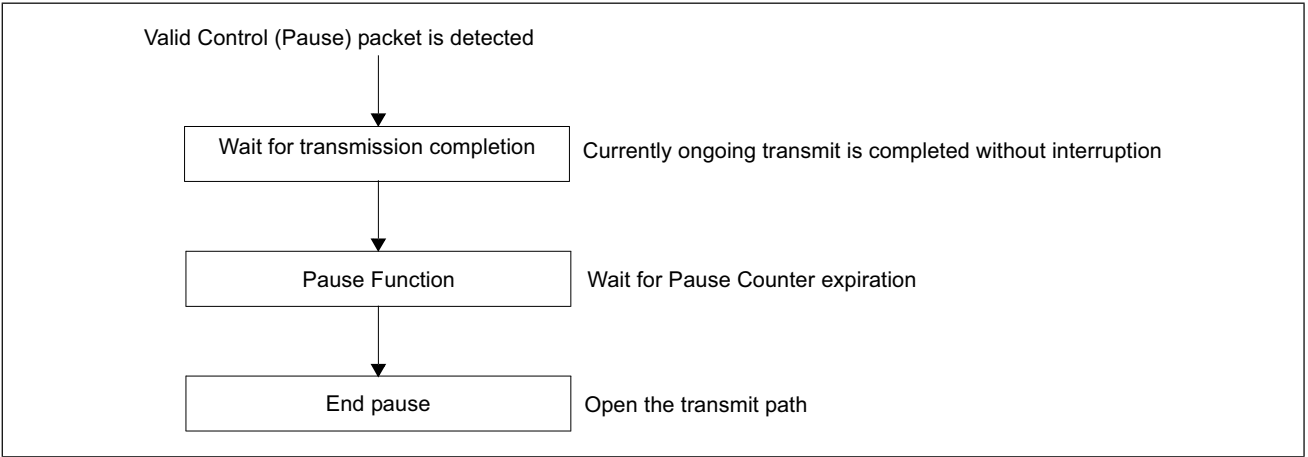 Valid Control (Pause) packet is detected
Wait for transmission completion
Currently ongoing transmit is completed without interruption
Pause Function
Wait for Pause Counter expiration
End pause
Open the transmit path